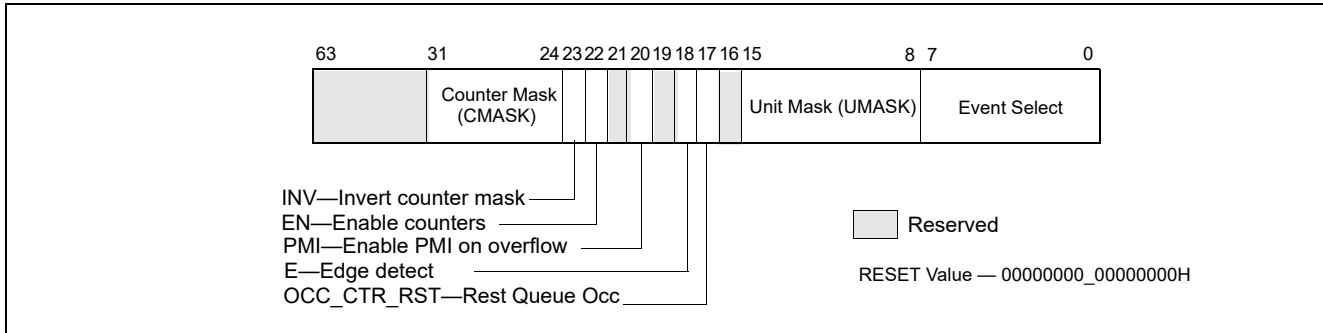 63 31 24 23 22 21 20 19 18 17 16 15 8 7 0
Counter Mask
(CMASK)
Unit Mask (UMASK)
Event Select
INV—Invert counter mask
EN—Enable counters
PMI—Enable PMI on overflow
E—Edge detect
OCC_CTR_RST—Rest Queue Occ
Reserved
RESET Value — 00000000_00000000H